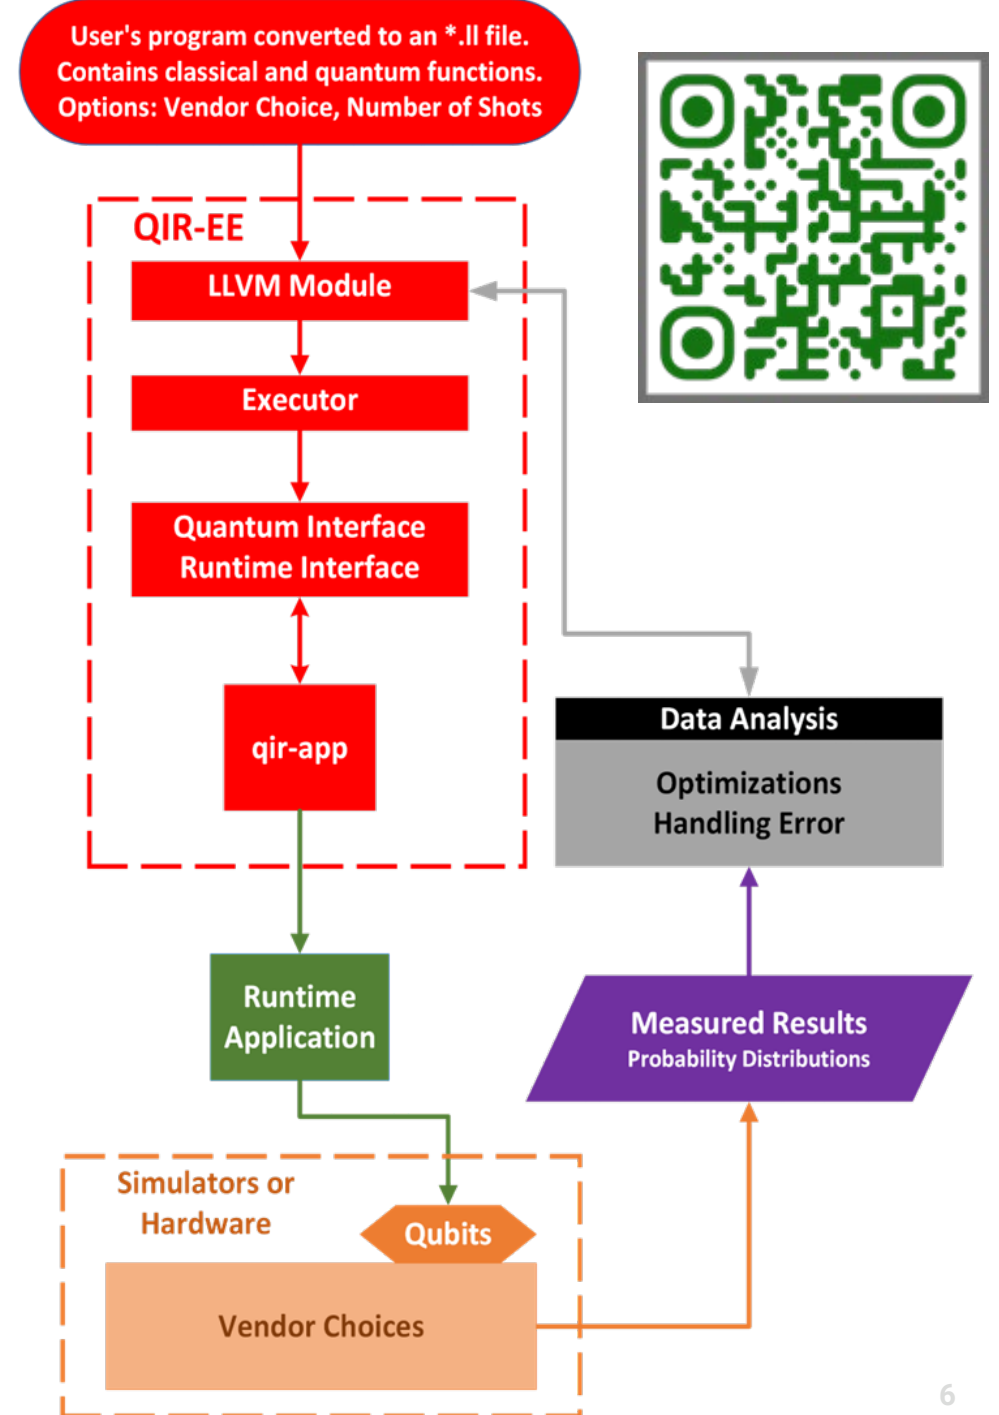 User's program converted to an *.ll file.
Contains classical and quantum functions.
Options: Vendor Choice, Number of Shots
QIR-EE
LLVM Module
Executor
Quantum Interface
Runtime Interface
qir-app
Data Analysis
Optimizations
Handling Error
Runtime
Application
Measured Results
Probability Distributions
Simulators or
Hardware
Qubits
Vendor Choices
6